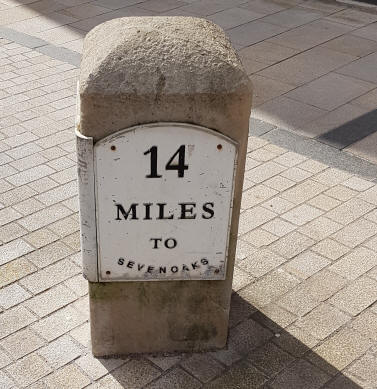 14
MILES
TO
SEVENOAKS